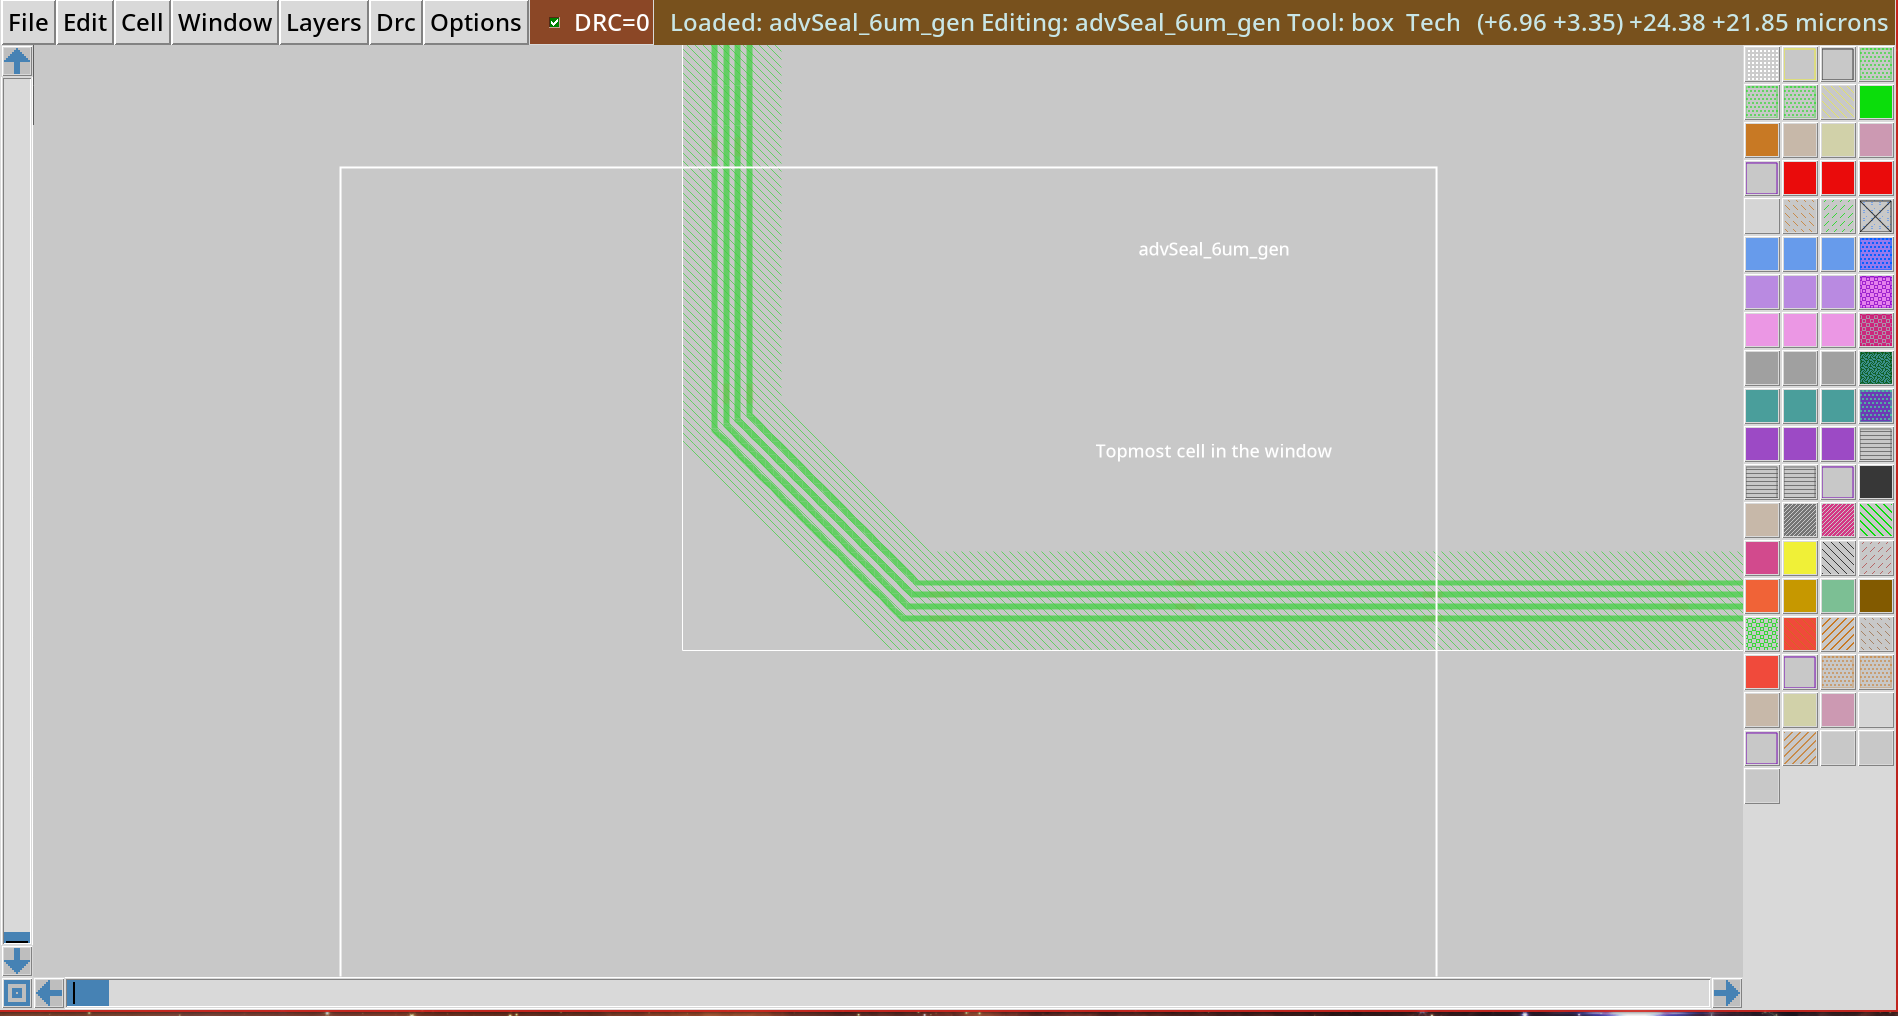 File Edit Cell Window Layers Drc Options DRC=0 Loaded: advSeal_6um_gen Editing: advSeal_6um_gen Tool: box Tech (+6.96 +3.35) +24.38 +21.85 microns
advSeal_6um_gen
Topmost cell in the window